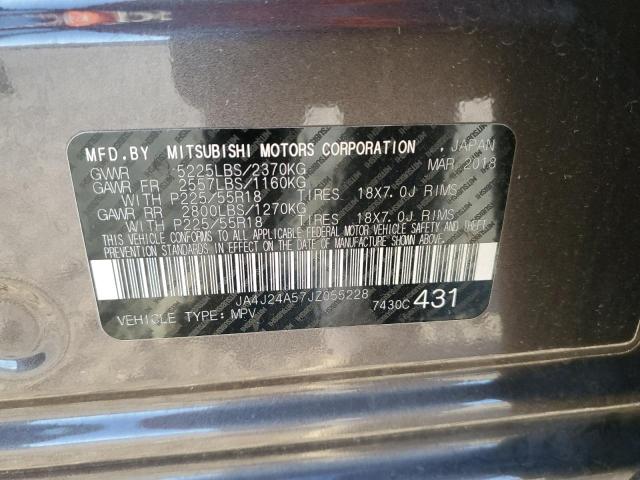 MFD.BY MITSUBISHI MOTORS CORPORATION , JAPAN
GVWR 5225LBS/2370KG MAR.2018
GAWR FR 2557LBS/1160KG
WITH P225/55R18 TIRES, 18X7.0J RIMS
GAWR RR 2800LBS/1270KG
WITH P225/55R18 TIRES, 18X7.0J RIMS
THIS VEHICLE CONFORMS TO ALL APPLICABLE FEDERAL MOTOR VEHICLE SAFETY AND THEFT
PREVENTION STANDARDS IN EFFECT ON THE DATE OF MANUFACTURE SHOWN ABOVE.
JA4J24A57JZ055228
VEHICLE TYPE: MPV 7430C 431